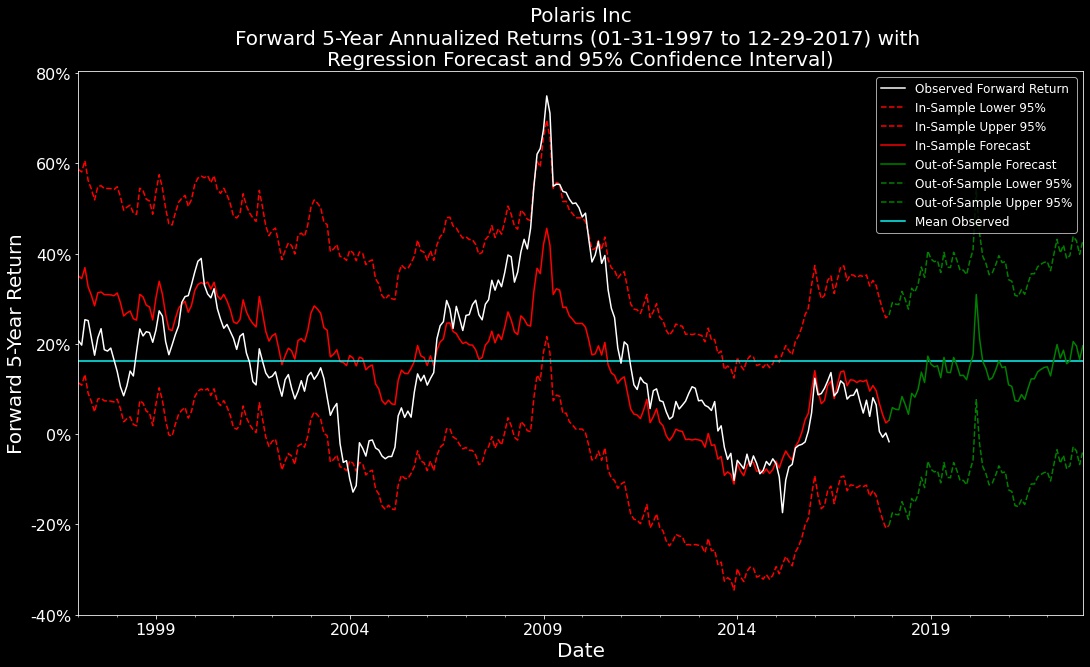 Polaris Inc
Forward 5-Year Annualized Returns (01-31-1997 to 12-29-2017) with
Regression Forecast and 95% Confidence Interval)
Forward 5-Year Return
80%
60%
40%
20%
0%
-20%
-40%
Observed Forward Return
In-Sample Lower 95%
In-Sample Upper 95%
In-Sample Forecast
Out-of-Sample Forecast
Out-of-Sample Lower 95%
Out-of-Sample Upper 95%
Mean Observed
1999
2004
2009
2014
2019
Date